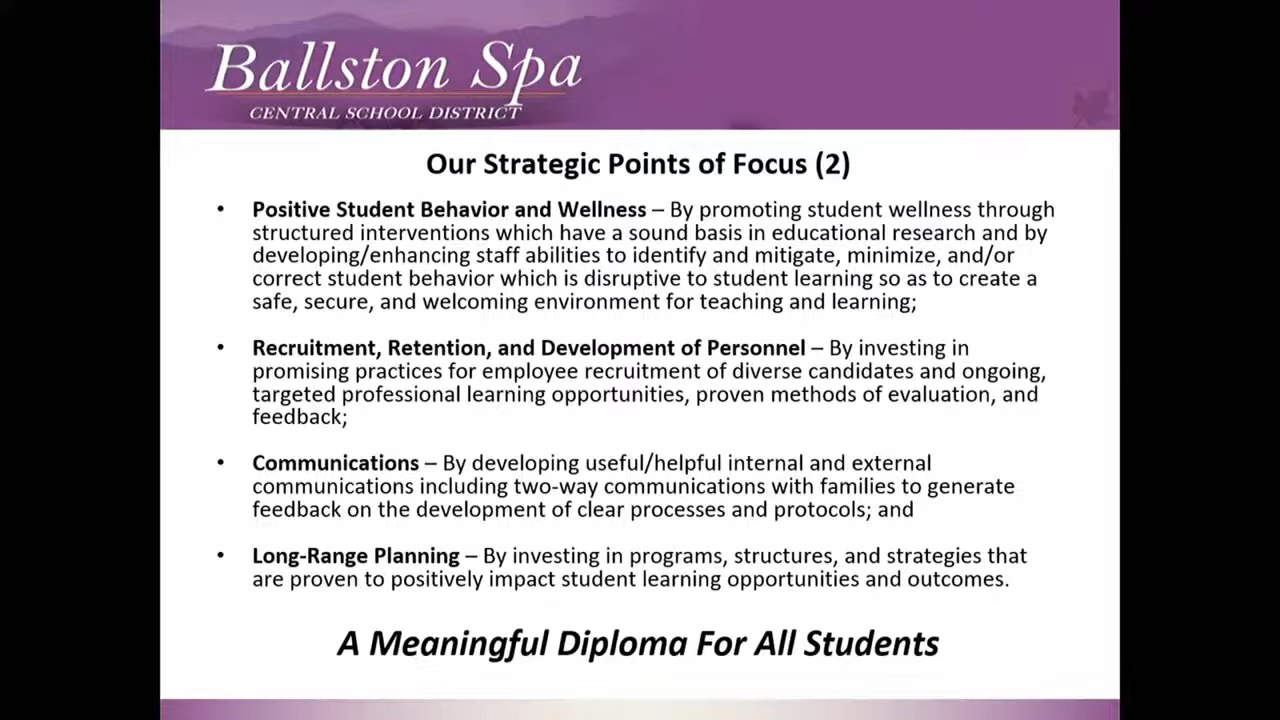 Ballston Spa
CENTRAL SCHOOL DISTRICT
Our Strategic Points of Focus (2)
• Positive Student Behavior and Wellness – By promoting student wellness through
structured interventions which have a sound basis in educational research and by
developing/enhancing staff abilities to identify and mitigate, minimize, and/or
correct student behavior which is disruptive to student learning so as to create a
safe, secure, and welcoming environment for teaching and learning;
• Recruitment, Retention, and Development of Personnel – By investing in
promising practices for employee recruitment of diverse candidates and ongoing,
targeted professional learning opportunities, proven methods of evaluation, and
feedback;
• Communications – By developing useful/helpful internal and external
communications including two-way communications with families to generate
feedback on the development of clear processes and protocols; and
• Long-Range Planning – By investing in programs, structures, and strategies that
are proven to positively impact student learning opportunities and outcomes.
A Meaningful Diploma For All Students